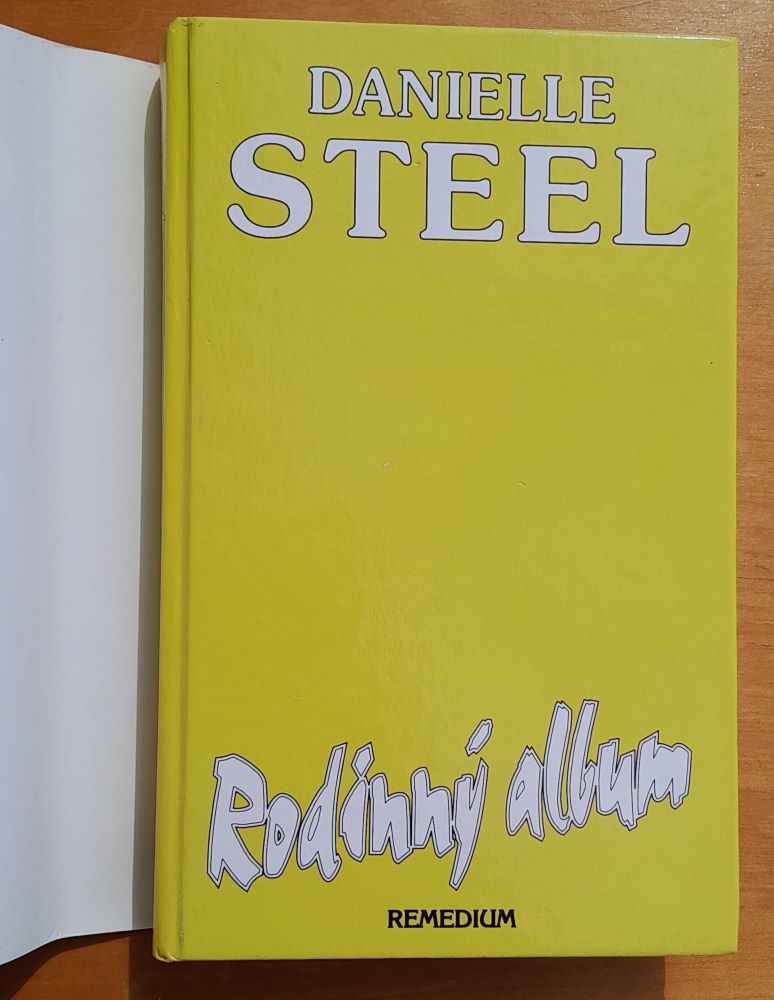 DANIELLE
STEEL
Rodinný album
REMEDIUM